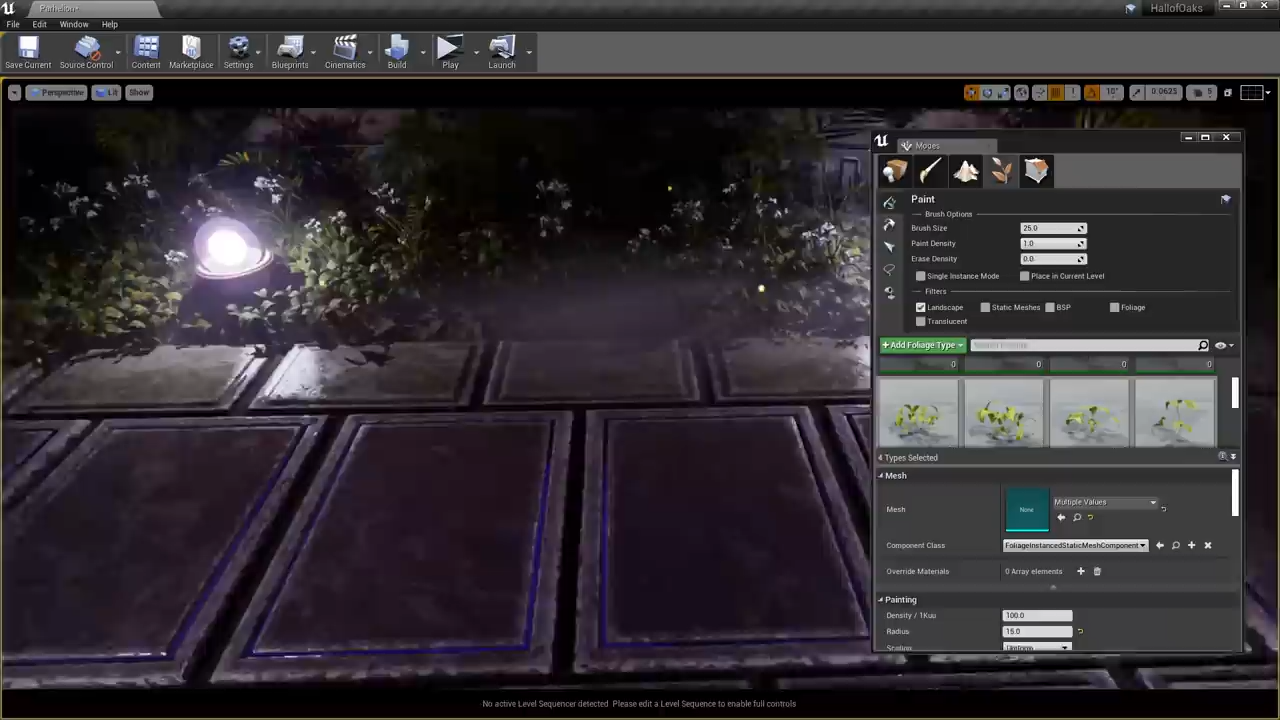 Parhelion+
HallofOaks
File Edit Window Help
Save Current Source Control Content Marketplace Settings Blueprints Cinematics Build Play Launch
Perspective Lit Show
10° 0.0625 5
Modes
Paint
Brush Options
Brush Size 25.0
Paint Density 1.0
Erase Density 0.0
Single Instance Mode Place in Current Level
Filters
Landscape Static Meshes BSP Foliage
Translucent
+Add Foliage Type
0 0 0 0
4 Types Selected
Mesh
Mesh None Multiple Values
Component Class FoliageInstancedStaticMeshComponent
Override Materials 0 Array elements
Painting
Density / 1Kuu 100.0
Radius 15.0
Scaling Uniform
No active Level Sequencer detected. Please edit a Level Sequence to enable full controls.